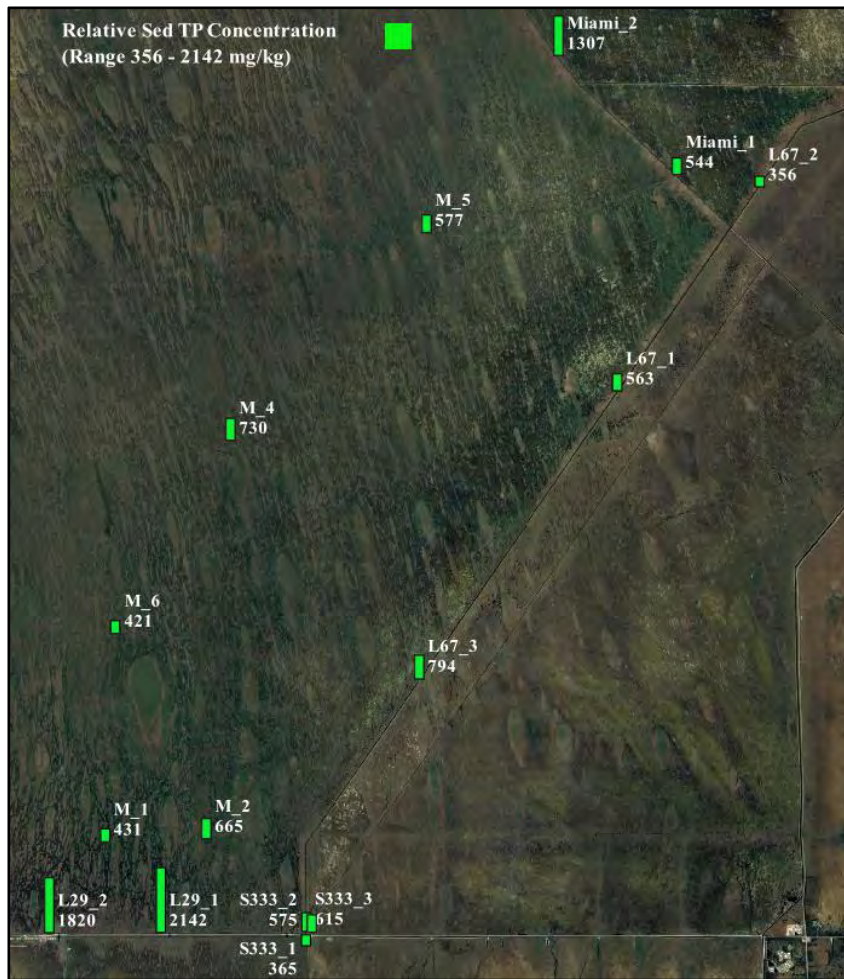 Relative Sed TP Concentration
(Range 356 - 2142 mg/kg)
Miami_2
1307
Miami_1
544
L67_2
356
M_5
577
L67_1
563
M_4
730
M_6
421
L67_3
794
M_1
431
M_2
665
L29_2
1820
L29_1
2142
S333_2
575
S333_3
615
S333_1
365